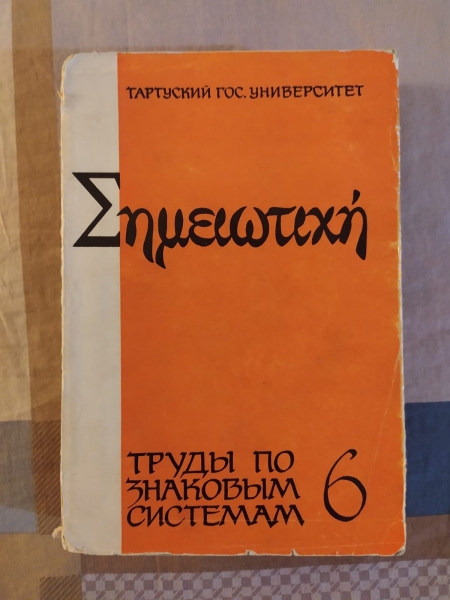 ТАРТУСКИЙ ГОС. УНИВЕРСИТЕТ
Σημειωτική
ТРУДЫ ПО
ЗНАКОВЫМ
СИСТЕМАМ 6